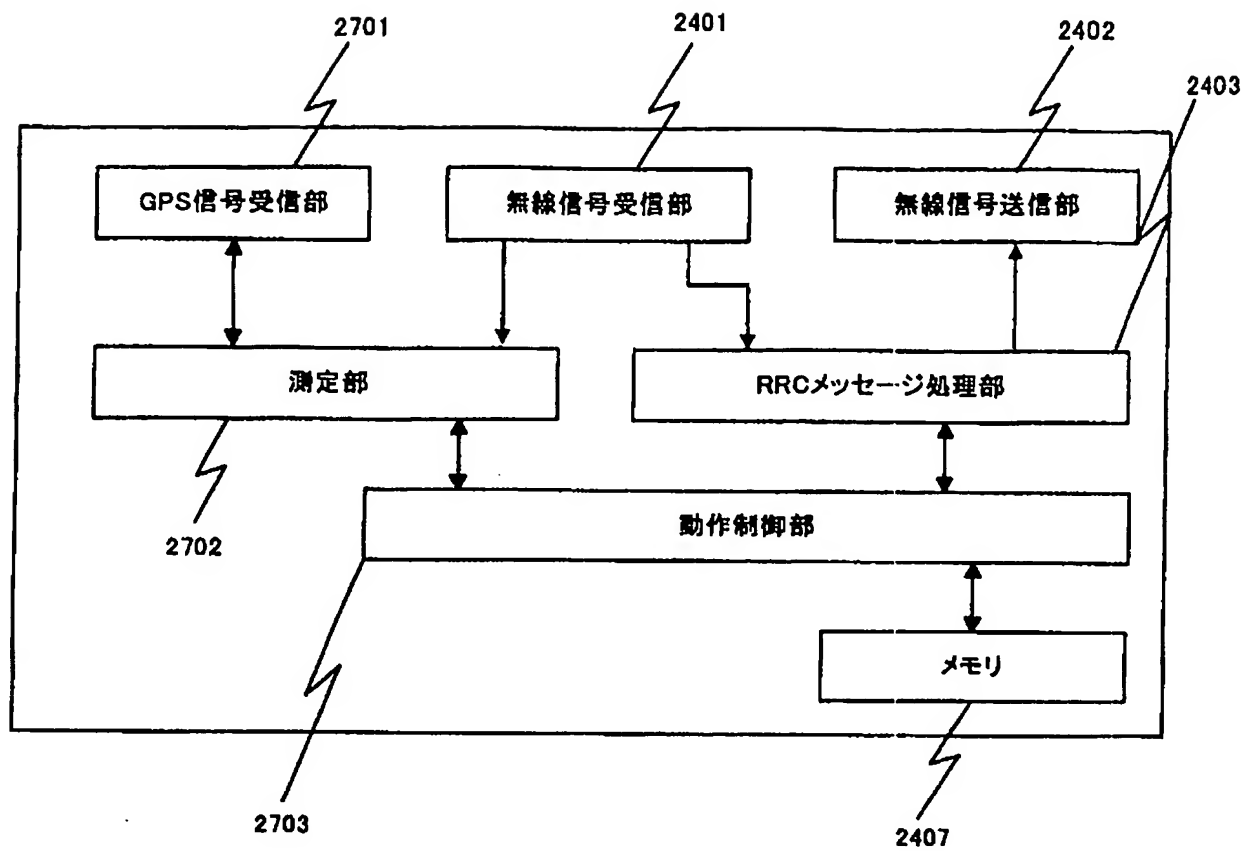 2701
2401
2402
2403
GPS信号受信部
無線信号受信部
無線信号送信部
測定部
RRCメッセージ処理部
2702
動作制御部
メモリ
2703
2407